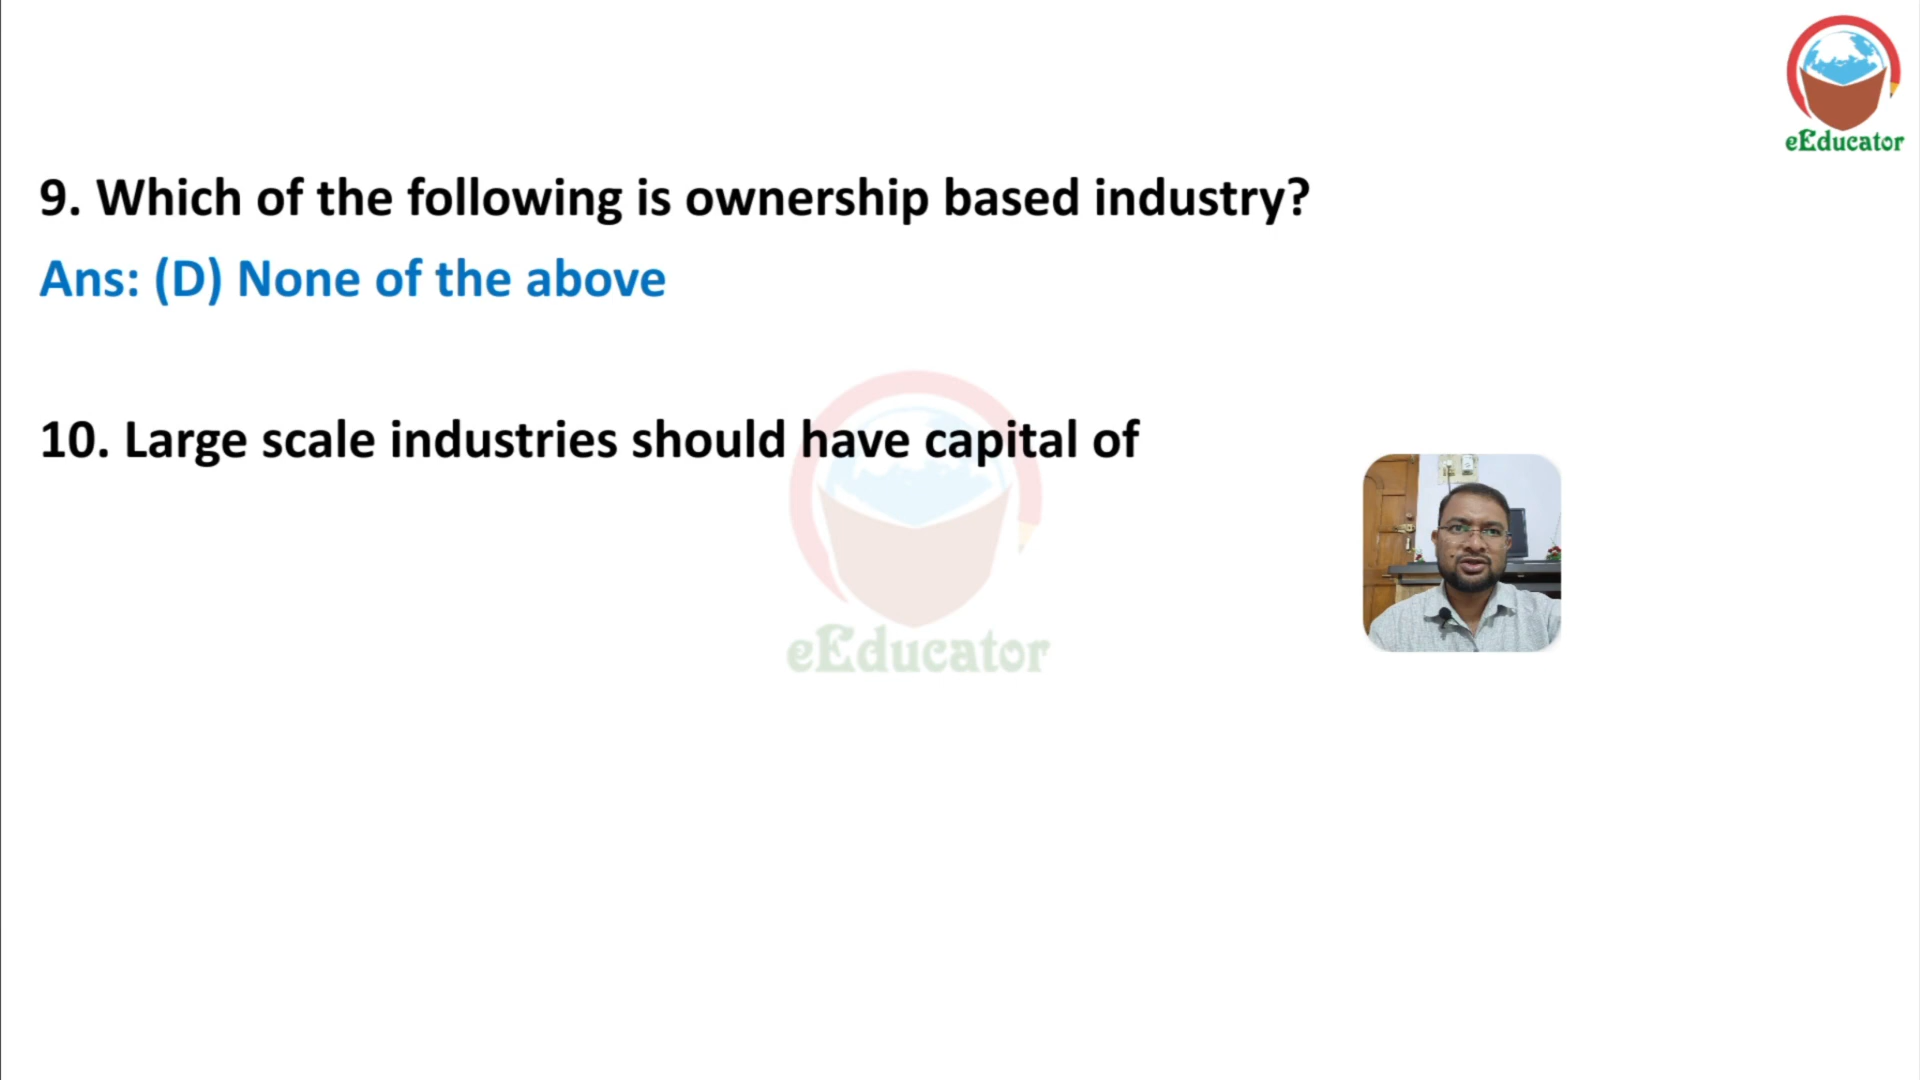 eEducator
9. Which of the following is ownership based industry?
Ans: (D) None of the above
10. Large scale industries should have capital of
eEducator